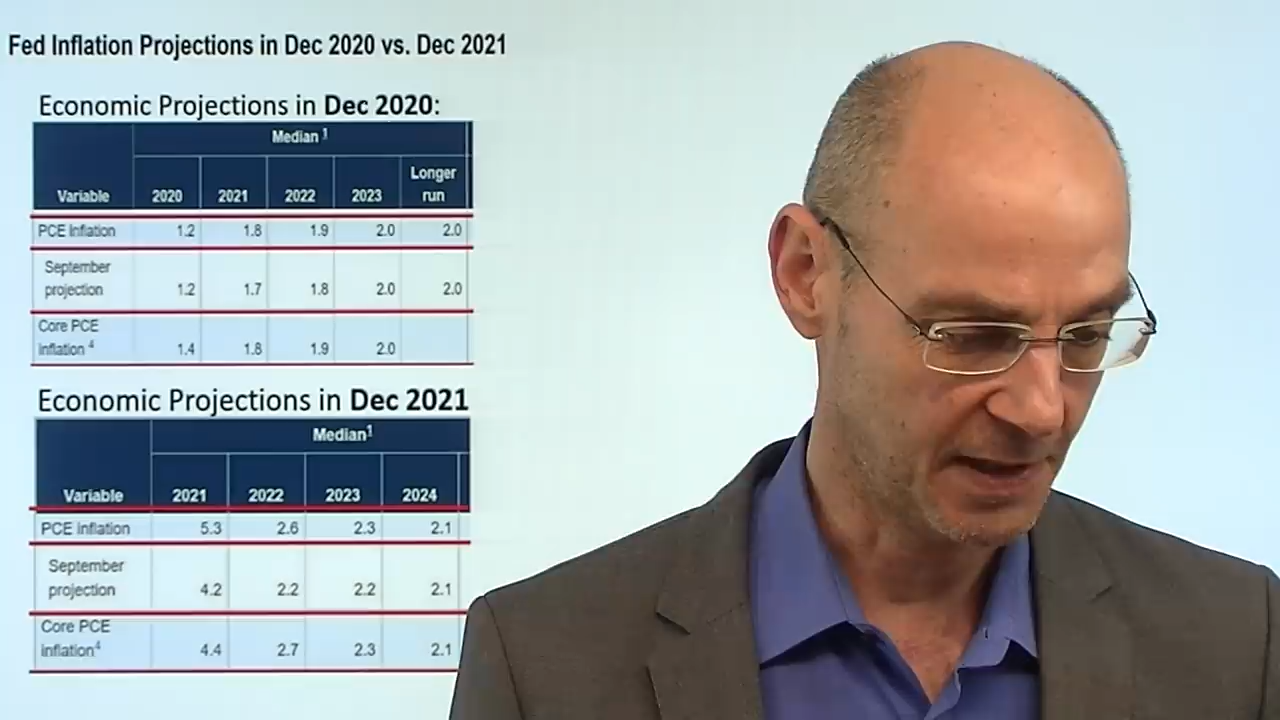 Fed Inflation Projections in Dec 2020 vs. Dec 2021
Economic Projections in Dec 2020:
Median 1
Variable 2020 2021 2022 2023 Longer run
PCE Inflation 1.2 1.8 1.9 2.0 2.0
September projection 1.2 1.7 1.8 2.0 2.0
Core PCE inflation 4 1.4 1.8 1.9 2.0
Economic Projections in Dec 2021
Median1
Variable 2021 2022 2023 2024
PCE Inflation 5.3 2.6 2.3 2.1
September projection 4.2 2.2 2.2 2.1
Core PCE inflation4 4.4 2.7 2.3 2.1